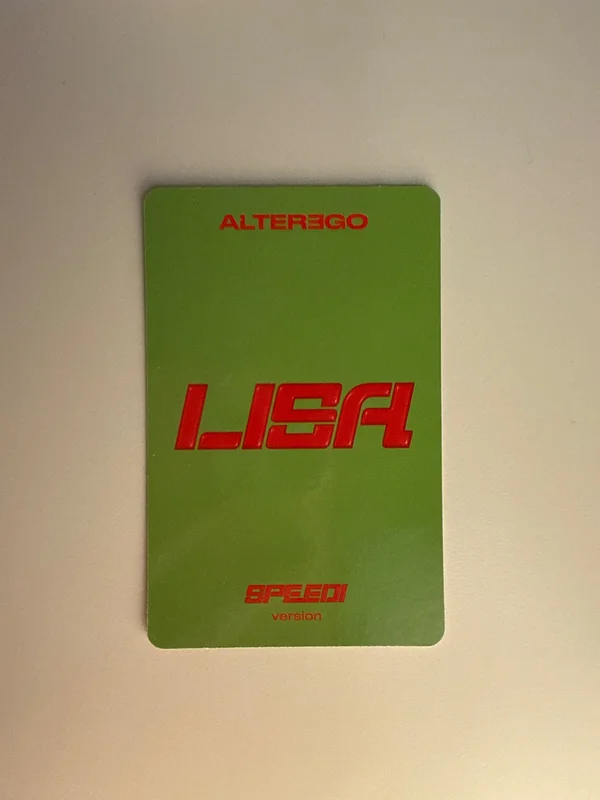 ALTER3GO
LISA
SPEEDI
version